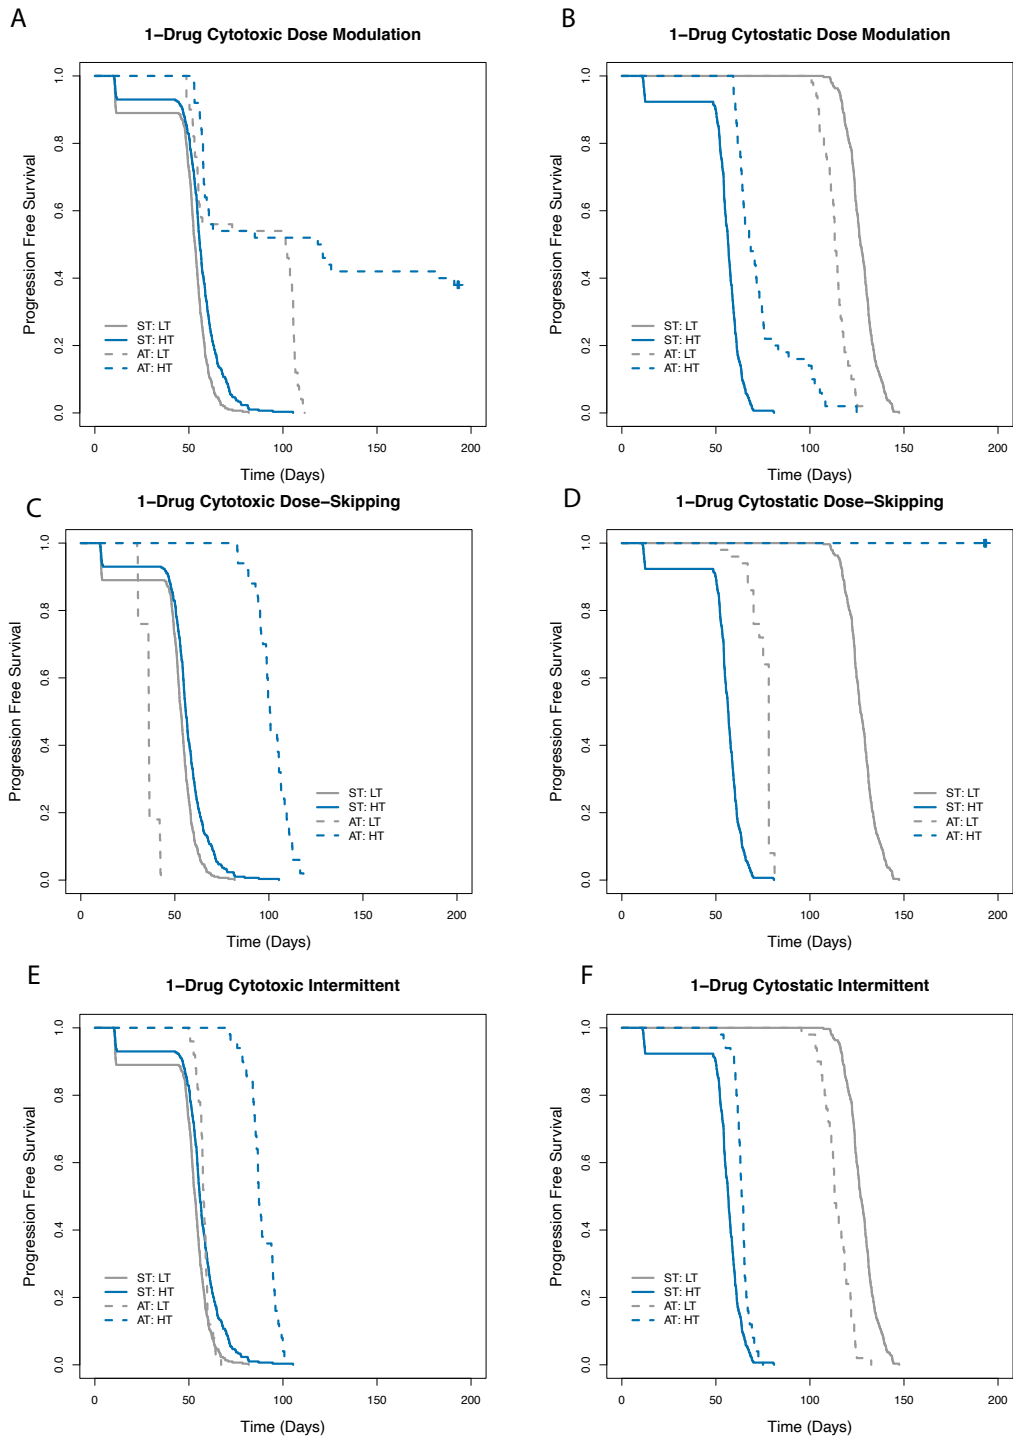 A
1–Drug Cytotoxic Dose Modulation
Progression Free Survival
1.0
0.8
0.6
0.4
0.2
0.0
ST: LT
ST: HT
AT: LT
AT: HT
0 50 100 150 200
Time (Days)
B
1–Drug Cytostatic Dose Modulation
Progression Free Survival
1.0
0.8
0.6
0.4
0.2
0.0
ST: LT
ST: HT
AT: LT
AT: HT
0 50 100 150 200
Time (Days)
C
1–Drug Cytotoxic Dose–Skipping
Progression Free Survival
1.0
0.8
0.6
0.4
0.2
0.0
ST: LT
ST: HT
AT: LT
AT: HT
0 50 100 150 200
Time (Days)
D
1–Drug Cytostatic Dose–Skipping
Progression Free Survival
1.0
0.8
0.6
0.4
0.2
0.0
ST: LT
ST: HT
AT: LT
AT: HT
0 50 100 150 200
Time (Days)
E
1–Drug Cytotoxic Intermittent
Progression Free Survival
1.0
0.8
0.6
0.4
0.2
0.0
ST: LT
ST: HT
AT: LT
AT: HT
0 50 100 150 200
Time (Days)
F
1–Drug Cytostatic Intermittent
Progression Free Survival
1.0
0.8
0.6
0.4
0.2
0.0
ST: LT
ST: HT
AT: LT
AT: HT
0 50 100 150 200
Time (Days)